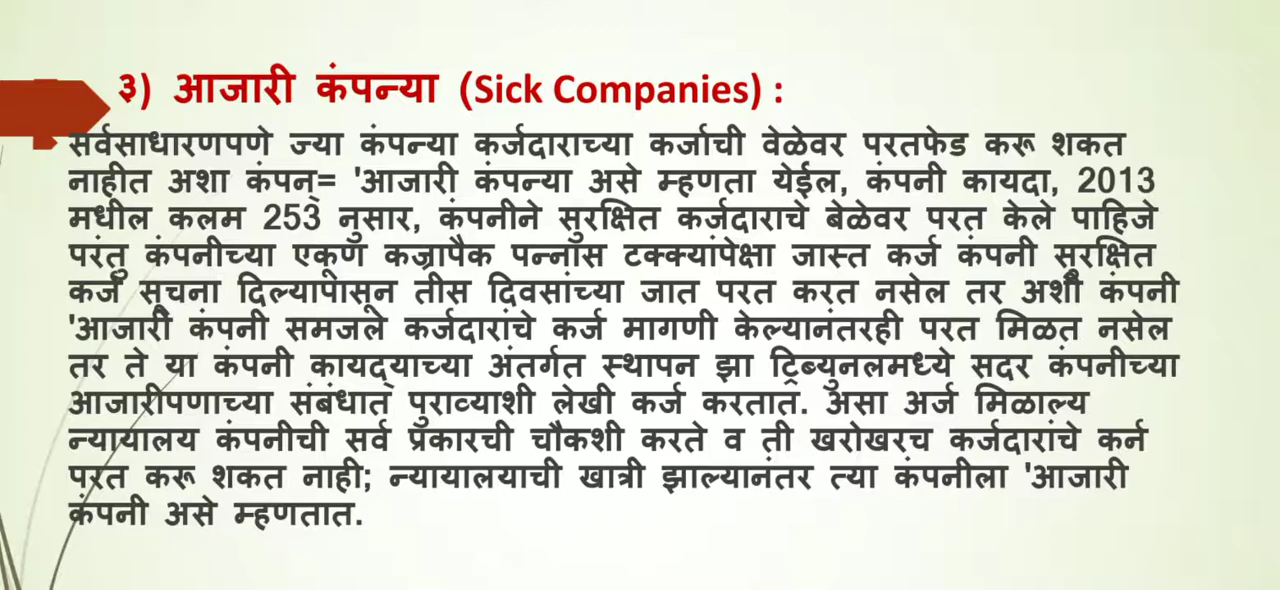 ३) आजारी कंपन्या (Sick Companies) :
सर्वसाधारणपणे ज्या कंपन्या कर्जदाराच्या कर्जाची वेळेवर परतफेड करू शकत
नाहीत अशा कंपन्= 'आजारी कंपन्या असे म्हणता येईल, कंपनी कायदा, 2013
मधील कलम 253 नुसार, कंपनीने सुरक्षित कर्जदाराचे बेळेवर परत केले पाहिजे
परंतु कंपनीच्या एकूण कज्रापैक पन्नास टक्क्यांपेक्षा जास्त कर्ज कंपनी सुरक्षित
कर्ज सूचना दिल्यापासून तीस दिवसांच्या जात परत करत नसेल तर अशी कंपनी
'आजारी कंपनी समजले कर्जदारांचे कर्ज मागणी केल्यानंतरही परत मिळत नसेल
तर ते या कंपनी कायद्याच्या अंतर्गत स्थापन झा ट्रिब्युनलमध्ये सदर कंपनीच्या
आजारीपणाच्या संबंधात पुराव्याशी लेखी कर्ज करतात. असा अर्ज मिळाल्य
न्यायालय कंपनीची सर्व प्रकारची चौकशी करते व ती खरोखरच कर्जदारांचे कर्न
परत करू शकत नाही; न्यायालयाची खात्री झाल्यानंतर त्या कंपनीला 'आजारी
कंपनी असे म्हणतात.